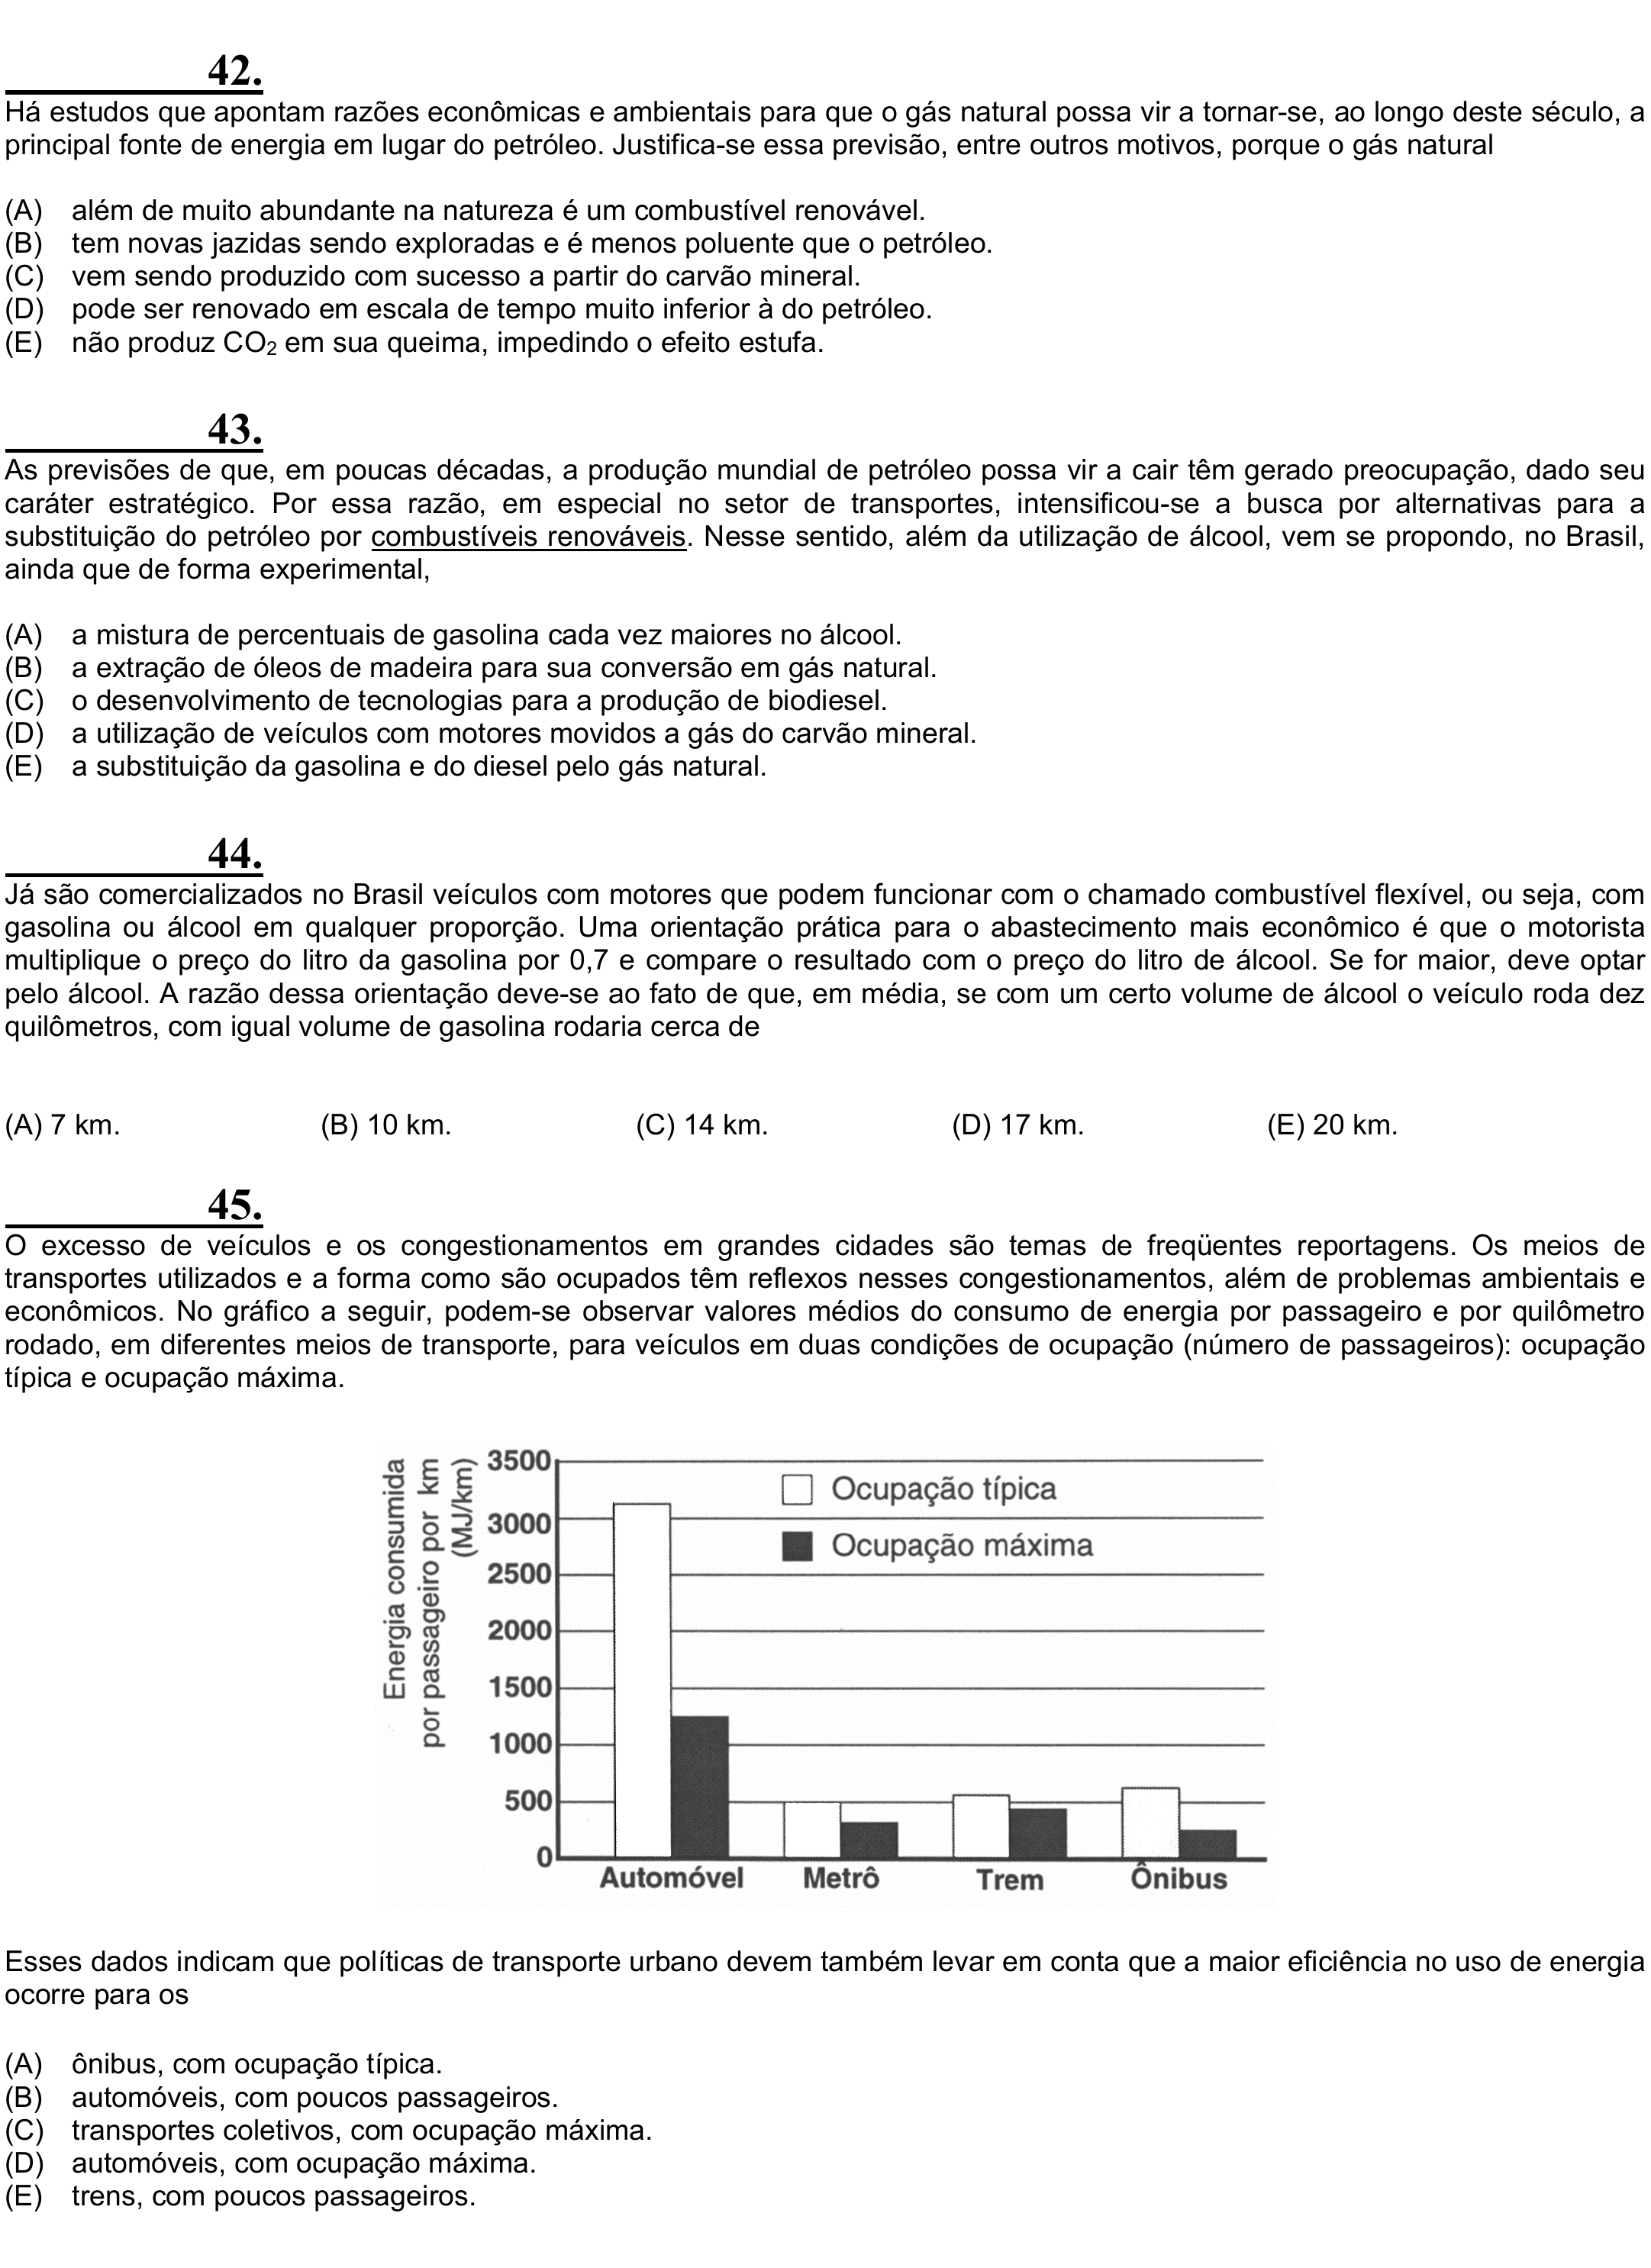 42.
Há estudos que apontam razões econômicas e ambientais para que o gás natural possa vir a tornar-se, ao longo deste século, a
principal fonte de energia em lugar do petróleo. Justifica-se essa previsão, entre outros motivos, porque o gás natural
(A) além de muito abundante na natureza é um combustível renovável.
(B) tem novas jazidas sendo exploradas e é menos poluente que o petróleo.
(C) vem sendo produzido com sucesso a partir do carvão mineral.
(D) pode ser renovado em escala de tempo muito inferior à do petróleo.
(E) não produz CO₂ em sua queima, impedindo o efeito estufa.
43.
As previsões de que, em poucas décadas, a produção mundial de petróleo possa vir a cair têm gerado preocupação, dado seu
caráter estratégico. Por essa razão, em especial no setor de transportes, intensificou-se a busca por alternativas para a
substituição do petróleo por combustíveis renováveis. Nesse sentido, além da utilização de álcool, vem se propondo, no Brasil,
ainda que de forma experimental,
(A) a mistura de percentuais de gasolina cada vez maiores no álcool.
(B) a extração de óleos de madeira para sua conversão em gás natural.
(C) o desenvolvimento de tecnologias para a produção de biodiesel.
(D) a utilização de veículos com motores movidos a gás do carvão mineral.
(E) a substituição da gasolina e do diesel pelo gás natural.
44.
Já são comercializados no Brasil veículos com motores que podem funcionar com o chamado combustível flexível, ou seja, com
gasolina ou álcool em qualquer proporção. Uma orientação prática para o abastecimento mais econômico é que o motorista
multiplique o preço do litro da gasolina por 0,7 e compare o resultado com o preço do litro de álcool. Se for maior, deve optar
pelo álcool. A razão dessa orientação deve-se ao fato de que, em média, se com um certo volume de álcool o veículo roda dez
quilômetros, com igual volume de gasolina rodaria cerca de
(A) 7 km. (B) 10 km. (C) 14 km. (D) 17 km. (E) 20 km.
45.
O excesso de veículos e os congestionamentos em grandes cidades são temas de freqüentes reportagens. Os meios de
transportes utilizados e a forma como são ocupados têm reflexos nesses congestionamentos, além de problemas ambientais e
econômicos. No gráfico a seguir, podem-se observar valores médios do consumo de energia por passageiro e por quilômetro
rodado, em diferentes meios de transporte, para veículos em duas condições de ocupação (número de passageiros): ocupação
típica e ocupação máxima.
Energia consumida
por passageiro por km
(MJ/km)
3500
3000
2500
2000
1500
1000
500
0
Ocupação típica
Ocupação máxima
Automóvel Metrô Trem Ônibus
Esses dados indicam que políticas de transporte urbano devem também levar em conta que a maior eficiência no uso de energia
ocorre para os
(A) ônibus, com ocupação típica.
(B) automóveis, com poucos passageiros.
(C) transportes coletivos, com ocupação máxima.
(D) automóveis, com ocupação máxima.
(E) trens, com poucos passageiros.